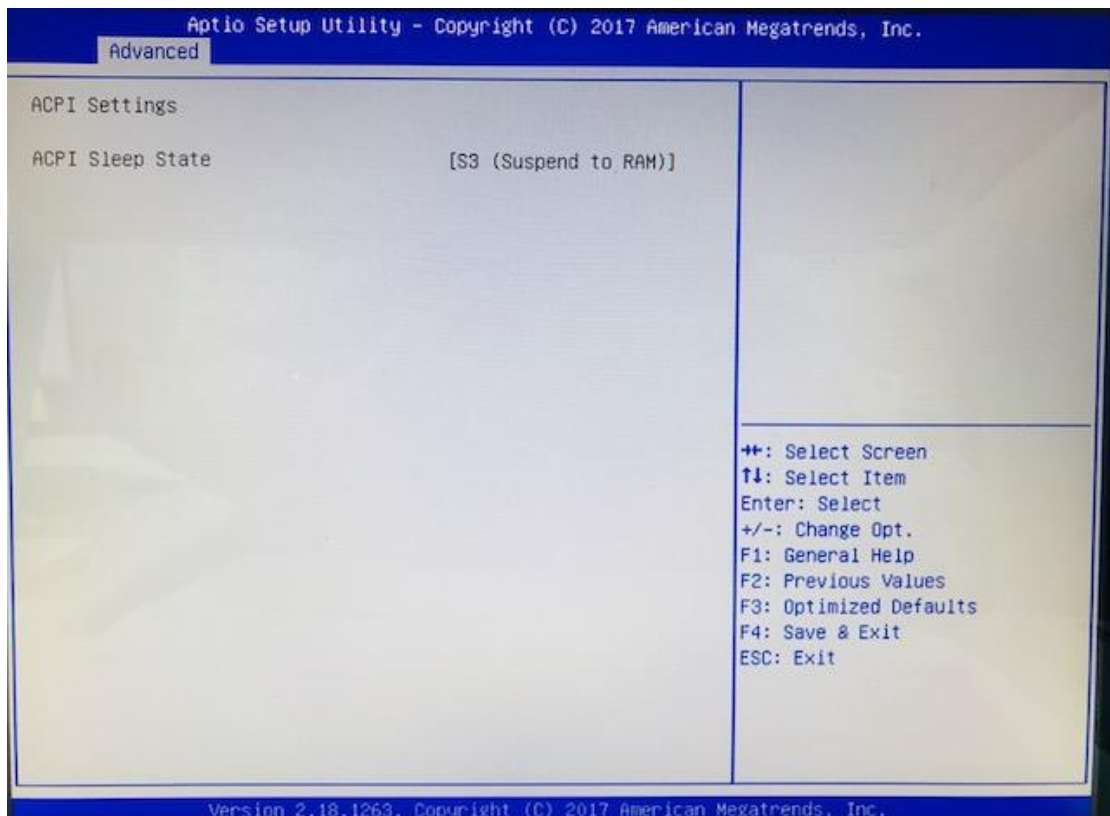 Aptio Setup Utility - Copyright (C) 2017 American Megatrends, Inc.
Advanced
ACPI Settings
ACPI Sleep State [S3 (Suspend to RAM)]
→←: Select Screen
↑↓: Select Item
Enter: Select
+/-: Change Opt.
F1: General Help
F2: Previous Values
F3: Optimized Defaults
F4: Save & Exit
ESC: Exit
Version 2.18.1263. Copyright (C) 2017 American Megatrends, Inc.